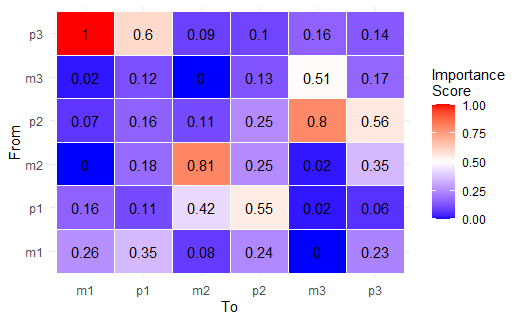 p3 1 0.6 0.09 0.1 0.16 0.14
m3 0.02 0.12 0 0.13 0.51 0.17
p2 0.07 0.16 0.11 0.25 0.8 0.56
m2 0 0.18 0.81 0.25 0.02 0.35
p1 0.16 0.11 0.42 0.55 0.02 0.06
m1 0.26 0.35 0.08 0.24 0 0.23
m1 p1 m2 p2 m3 p3
From
To
Importance
Score
1.00
0.75
0.50
0.25
0.00